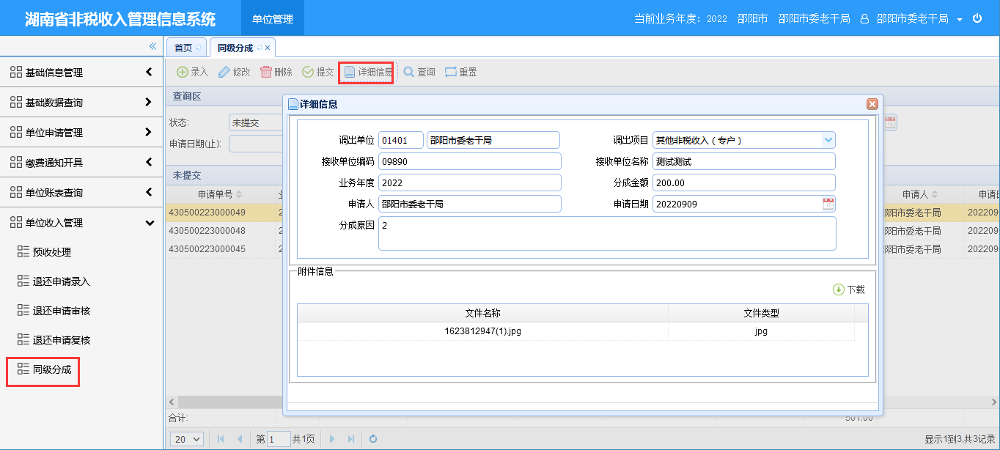 湖南省非税收入管理信息系统 单位管理 当前业务年度: 2022 邵阳市 邵阳市委老干局 邵阳市委老干局
首页 同级分成
基础信息管理
基础数据查询
单位申请管理
缴费通知开具
单位账表查询
单位收入管理
预收处理
退还申请录入
退还申请审核
退还申请复核
同级分成
录入 修改 删除 提交 详细信息 查询 重置
查询区
状态: 未提交
申请日期(止):
未提交
申请单号 申请人
430500223000049 邵阳市委老干局 202209
430500223000048 邵阳市委老干局 202209
430500223000045 邵阳市委老干局 202209
详细信息
调出单位 01401 邵阳市委老干局 调出项目 其他非税收入（专户）
接收单位编码 09890 接收单位名称 测试测试
业务年度 2022 分成金额 200.00
申请人 邵阳市委老干局 申请日期 20220909
分成原因 2
附件信息
下载
文件名称 文件类型
1623812947(1).jpg jpg
合计: 501.00
20 第 1 共1页 显示1到3,共3记录